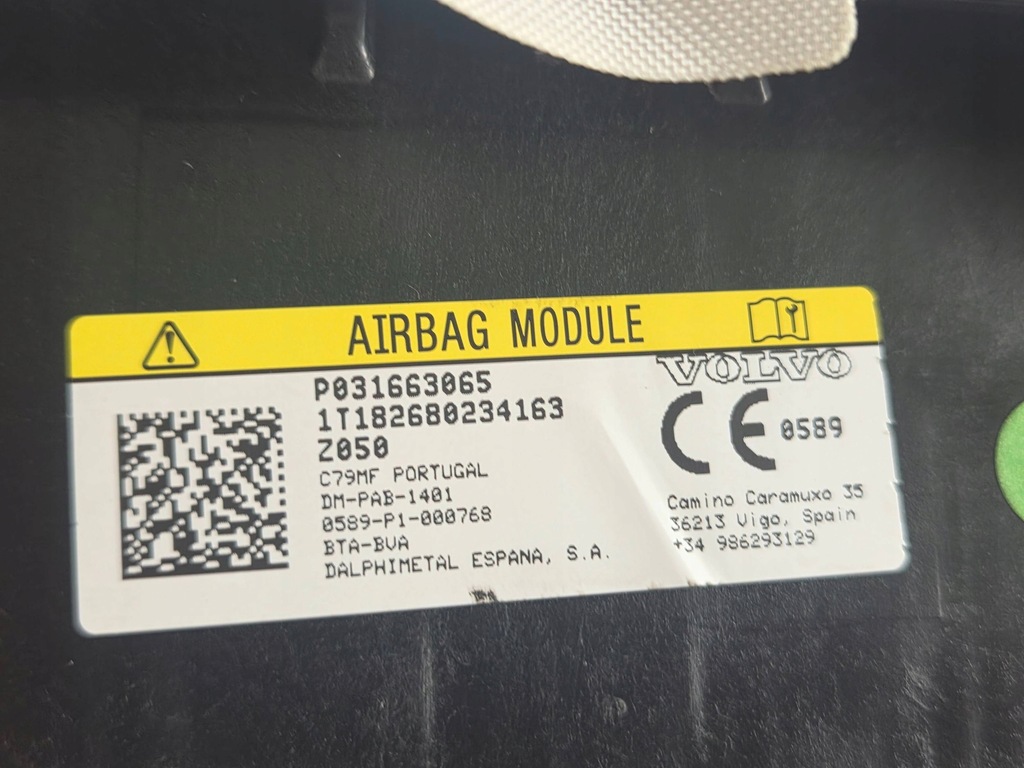 AIRBAG MODULE
VOLVO
P031663065
1T182680234163
Z050
C79MF PORTUGAL
DM-PAB-1401
0589-P1-000768
BTA-BVA
DALPHIMETAL ESPANA, S.A.
CE 0589
Camino Caramuxo 35
36213 Vigo, Spain
+34 986293129